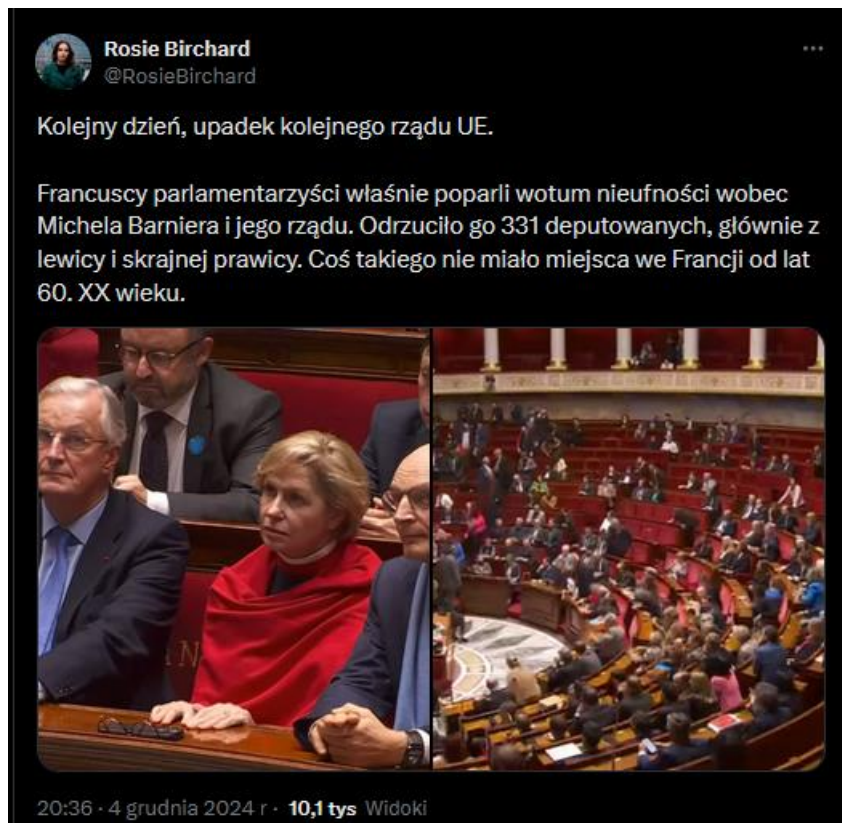 Rosie Birchard
@RosieBirchard
Kolejny dzień, upadek kolejnego rządu UE.
Francuscy parlamentarzyści właśnie poparli wotum nieufności wobec
Michela Barniera i jego rządu. Odrzuciło go 331 deputowanych, głównie z
lewicy i skrajnej prawicy. Coś takiego nie miało miejsca we Francji od lat
60. XX wieku.
20:36 · 4 grudnia 2024 r · 10,1 tys Widoki